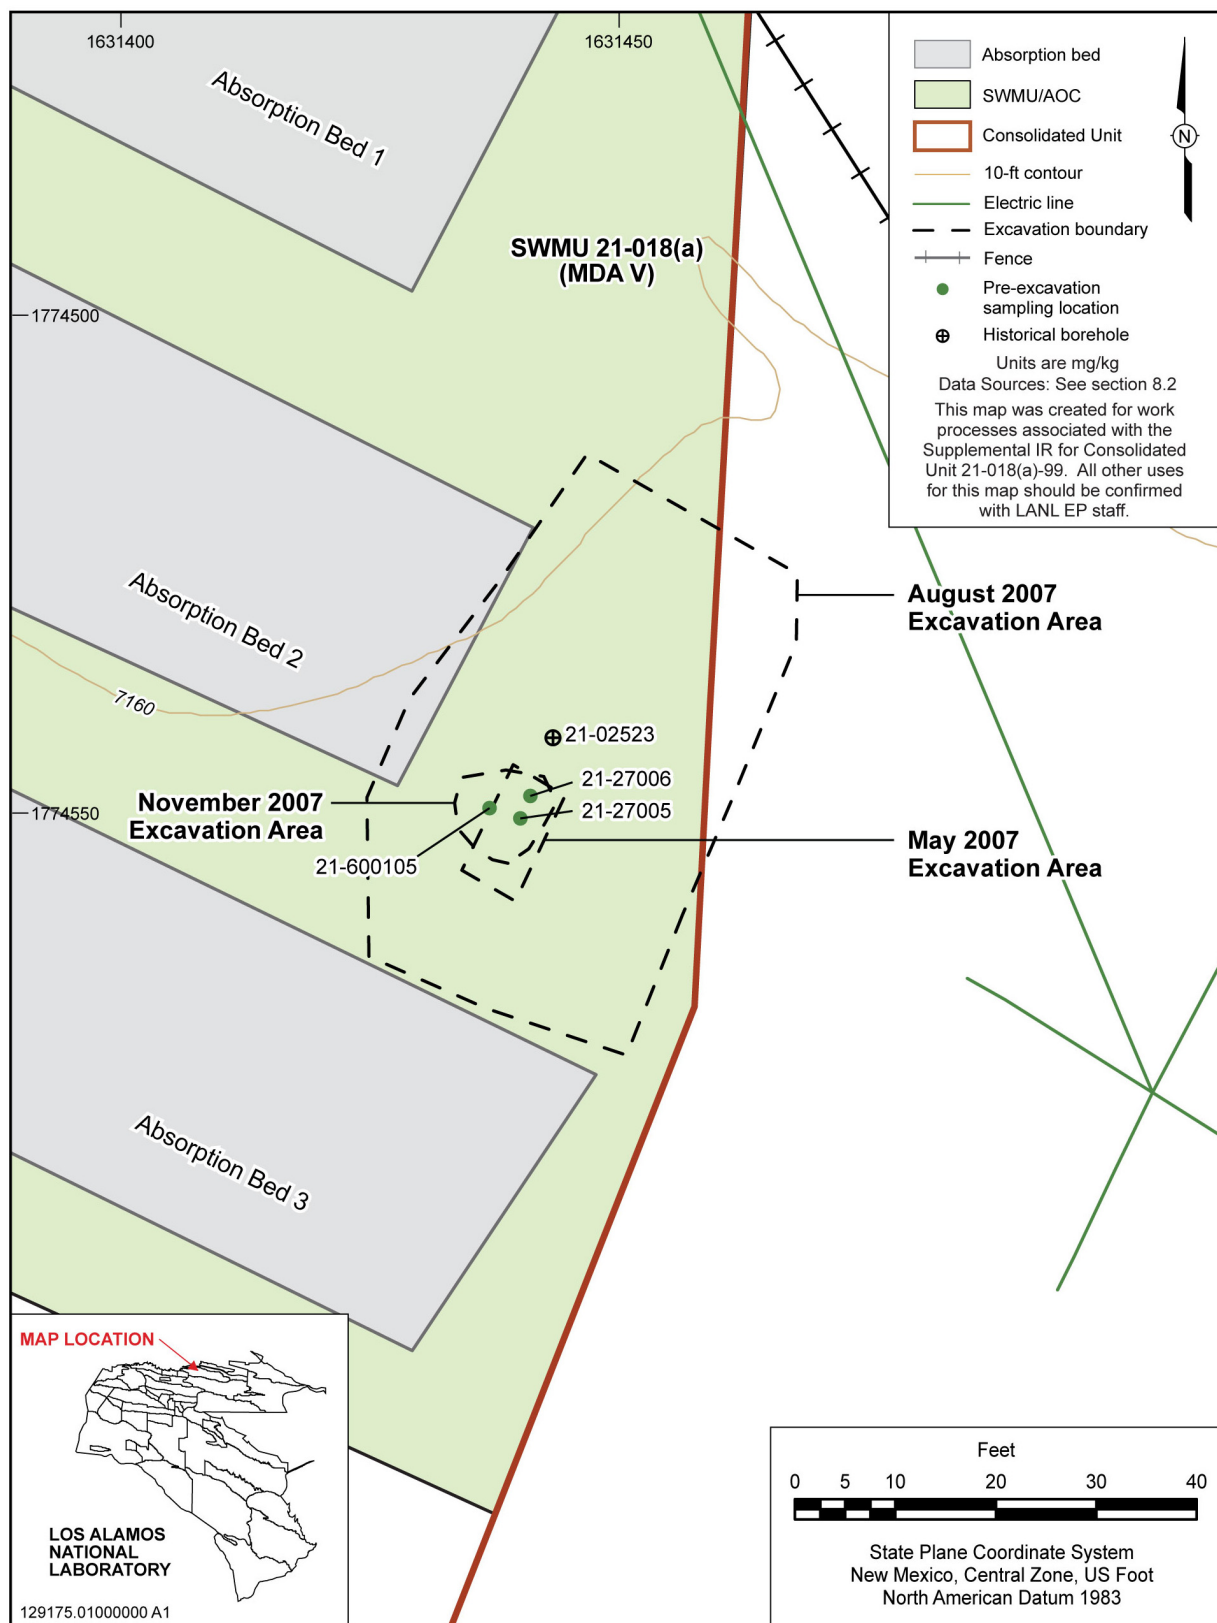 1631400
1631450
Absorption Bed 1
SWMU 21-018(a)
(MDA V)
1774500
Absorption Bed 2
7160
August 2007
Excavation Area
21-02523
21-27006
21-27005
November 2007
Excavation Area
1774550
21-600105
May 2007
Excavation Area
Absorption Bed 3
Absorption bed
SWMU/AOC
Consolidated Unit
10-ft contour
Electric line
Excavation boundary
Fence
Pre-excavation
sampling location
Historical borehole
N
Units are mg/kg
Data Sources: See section 8.2
This map was created for work
processes associated with the
Supplemental IR for Consolidated
Unit 21-018(a)-99. All other uses
for this map should be confirmed
with LANL EP staff.
MAP LOCATION
LOS ALAMOS
NATIONAL
LABORATORY
129175.01000000 A1
Feet
0 5 10 20 30 40
State Plane Coordinate System
New Mexico, Central Zone, US Foot
North American Datum 1983